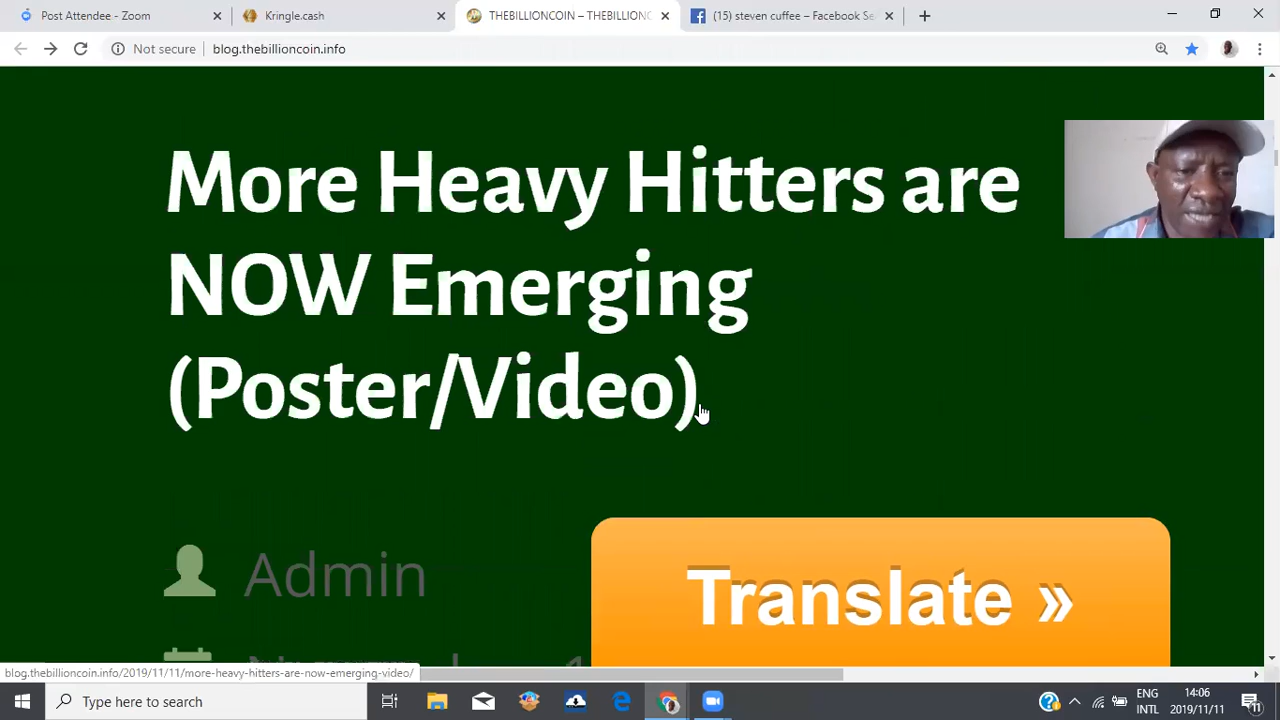 Post Attendee - Zoom
Kringle.cash
THEBILLIONCOIN – THEBILLIONC
(15) steven cuffee – Facebook Se
Not secure
blog.thebillioncoin.info
More Heavy Hitters are
NOW Emerging
(Poster/Video)
Admin
Translate »
blog.thebillioncoin.info/2019/11/11/more-heavy-hitters-are-now-emerging-video/
Type here to search
ENG
INTL
14:06
2019/11/11
11